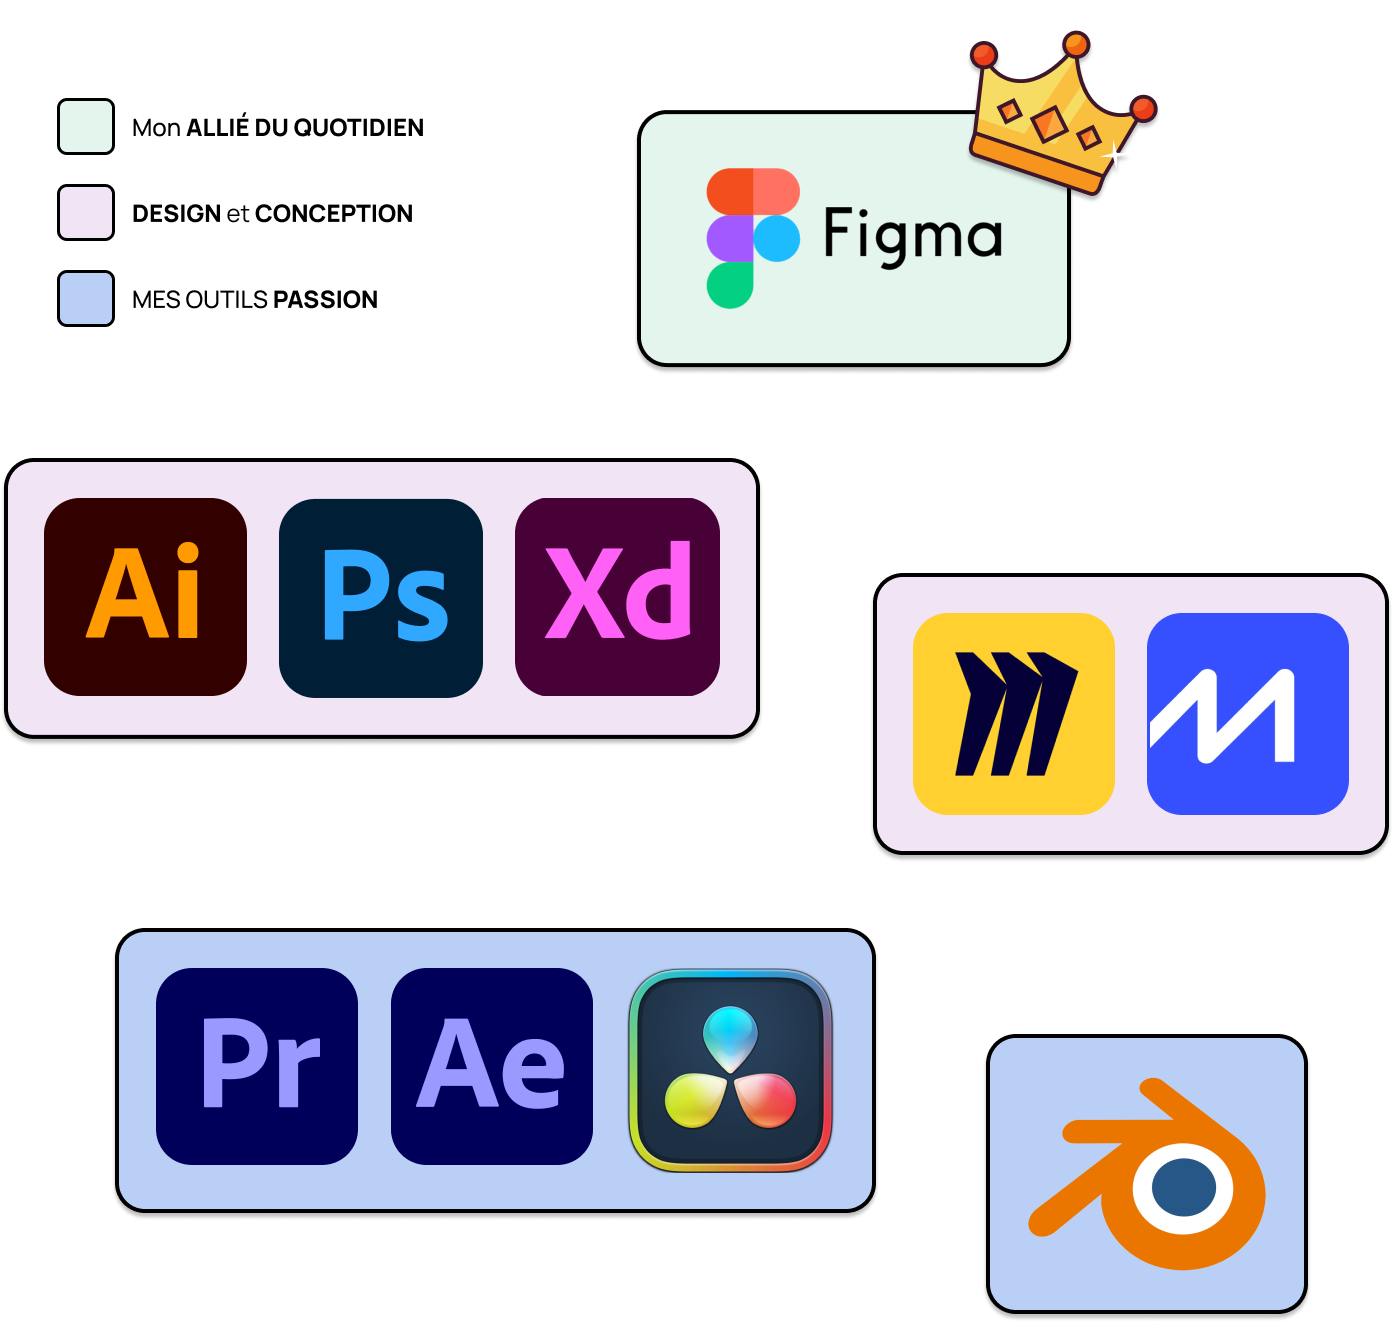 Mon ALLIÉ DU QUOTIDIEN
DESIGN et CONCEPTION
MES OUTILS PASSION
Figma
Ai
Ps
Xd
Pr
Ae